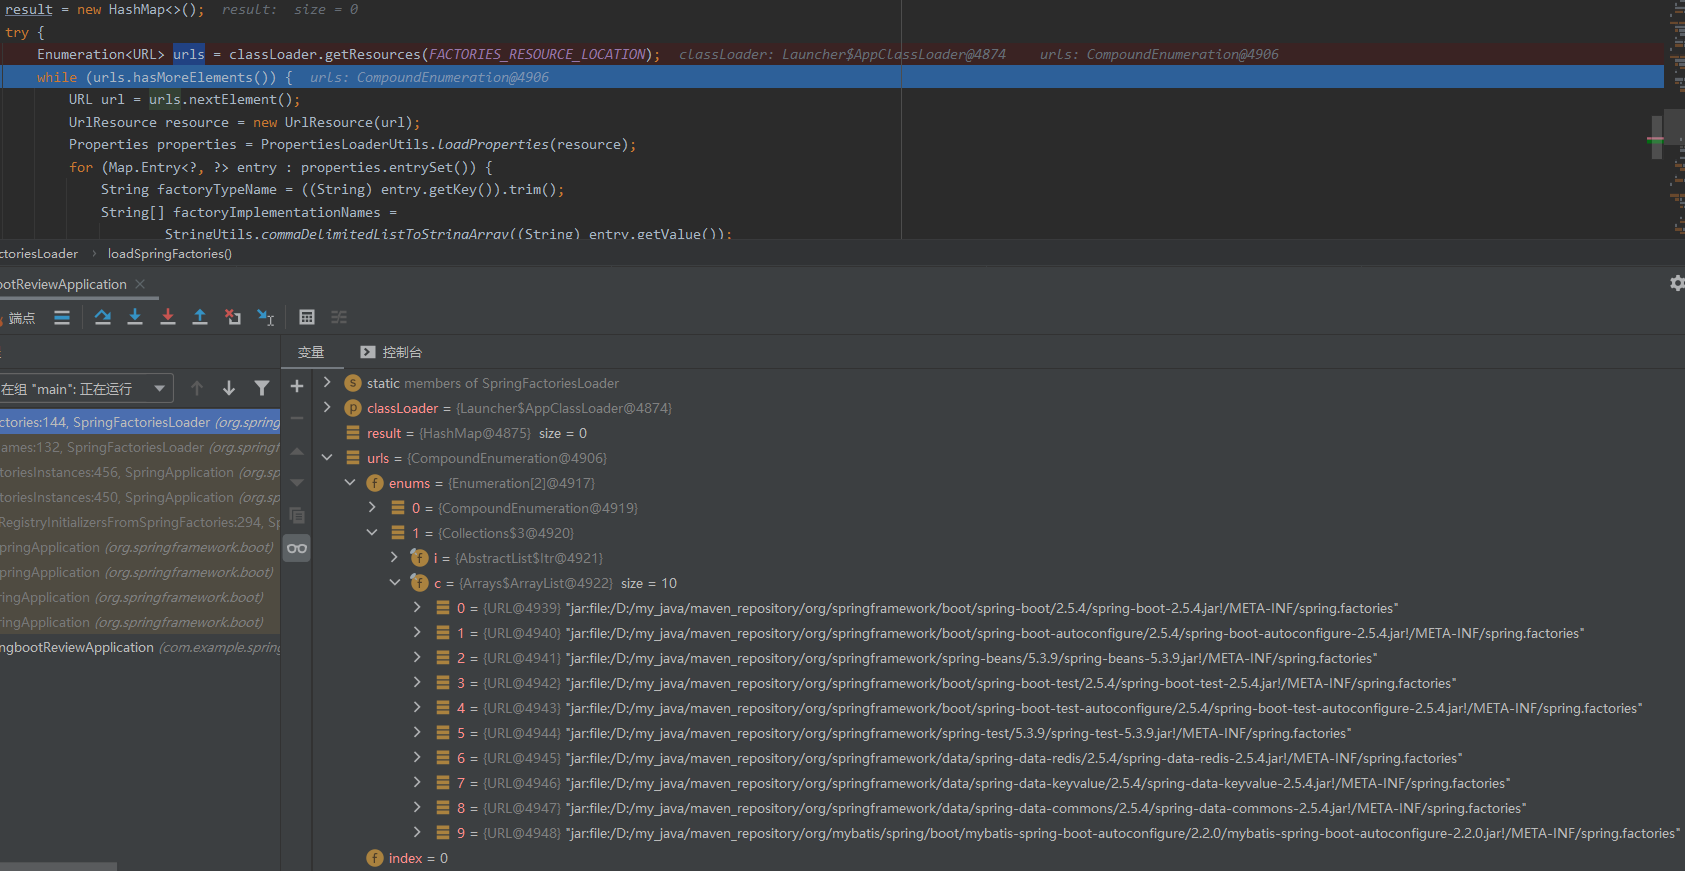 result = new HashMap<>();  result:  size = 0
try {
Enumeration<URL> urls = classLoader.getResources(FACTORIES_RESOURCE_LOCATION);  classLoader: Launcher$AppClassLoader@4874    urls: CompoundEnumeration@4906
while (urls.hasMoreElements()) {  urls: CompoundEnumeration@4906
URL url = urls.nextElement();
UrlResource resource = new UrlResource(url);
Properties properties = PropertiesLoaderUtils.loadProperties(resource);
for (Map.Entry<?, ?> entry : properties.entrySet()) {
String factoryTypeName = ((String) entry.getKey()).trim();
String[] factoryImplementationNames =
StringUtils.commaDelimitedListToStringArray((String) entry.getValue());
ctoriesLoader › loadSpringFactories()
ootReviewApplication ×
端点
变量 控制台
在组 "main": 正在运行
ctories:144, SpringFactoriesLoader (org.spring
ames:132, SpringFactoriesLoader (org.springf
toriesInstances:456, SpringApplication (org.sp
toriesInstances:450, SpringApplication (org.sp
RegistryInitializersFromSpringFactories:294, Sp
pringApplication (org.springframework.boot)
pringApplication (org.springframework.boot)
ringApplication (org.springframework.boot)
ringApplication (org.springframework.boot)
ngbootReviewApplication (com.example.spring
static members of SpringFactoriesLoader
classLoader = {Launcher$AppClassLoader@4874}
result = {HashMap@4875}  size = 0
urls = {CompoundEnumeration@4906}
enums = {Enumeration[2]@4917}
0 = {CompoundEnumeration@4919}
1 = {Collections$3@4920}
i = {AbstractList$Itr@4921}
c = {Arrays$ArrayList@4922}  size = 10
0 = {URL@4939} "jar:file:/D:/my_java/maven_repository/org/springframework/boot/spring-boot/2.5.4/spring-boot-2.5.4.jar!/META-INF/spring.factories"
1 = {URL@4940} "jar:file:/D:/my_java/maven_repository/org/springframework/boot/spring-boot-autoconfigure/2.5.4/spring-boot-autoconfigure-2.5.4.jar!/META-INF/spring.factories"
2 = {URL@4941} "jar:file:/D:/my_java/maven_repository/org/springframework/spring-beans/5.3.9/spring-beans-5.3.9.jar!/META-INF/spring.factories"
3 = {URL@4942} "jar:file:/D:/my_java/maven_repository/org/springframework/boot/spring-boot-test/2.5.4/spring-boot-test-2.5.4.jar!/META-INF/spring.factories"
4 = {URL@4943} "jar:file:/D:/my_java/maven_repository/org/springframework/boot/spring-boot-test-autoconfigure/2.5.4/spring-boot-test-autoconfigure-2.5.4.jar!/META-INF/spring.factories"
5 = {URL@4944} "jar:file:/D:/my_java/maven_repository/org/springframework/spring-test/5.3.9/spring-test-5.3.9.jar!/META-INF/spring.factories"
6 = {URL@4945} "jar:file:/D:/my_java/maven_repository/org/springframework/data/spring-data-redis/2.5.4/spring-data-redis-2.5.4.jar!/META-INF/spring.factories"
7 = {URL@4946} "jar:file:/D:/my_java/maven_repository/org/springframework/data/spring-data-keyvalue/2.5.4/spring-data-keyvalue-2.5.4.jar!/META-INF/spring.factories"
8 = {URL@4947} "jar:file:/D:/my_java/maven_repository/org/springframework/data/spring-data-commons/2.5.4/spring-data-commons-2.5.4.jar!/META-INF/spring.factories"
9 = {URL@4948} "jar:file:/D:/my_java/maven_repository/org/mybatis/spring/boot/mybatis-spring-boot-autoconfigure/2.2.0/mybatis-spring-boot-autoconfigure-2.2.0.jar!/META-INF/spring.factories"
index = 0